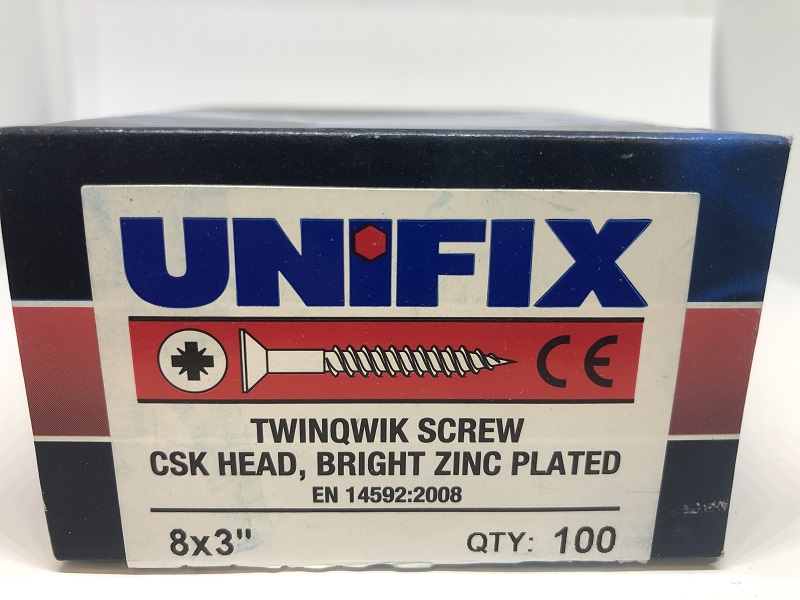 UNiFIX
CE
TWINQWIK SCREW
CSK HEAD, BRIGHT ZINC PLATED
EN 14592:2008
8x3" QTY: 100